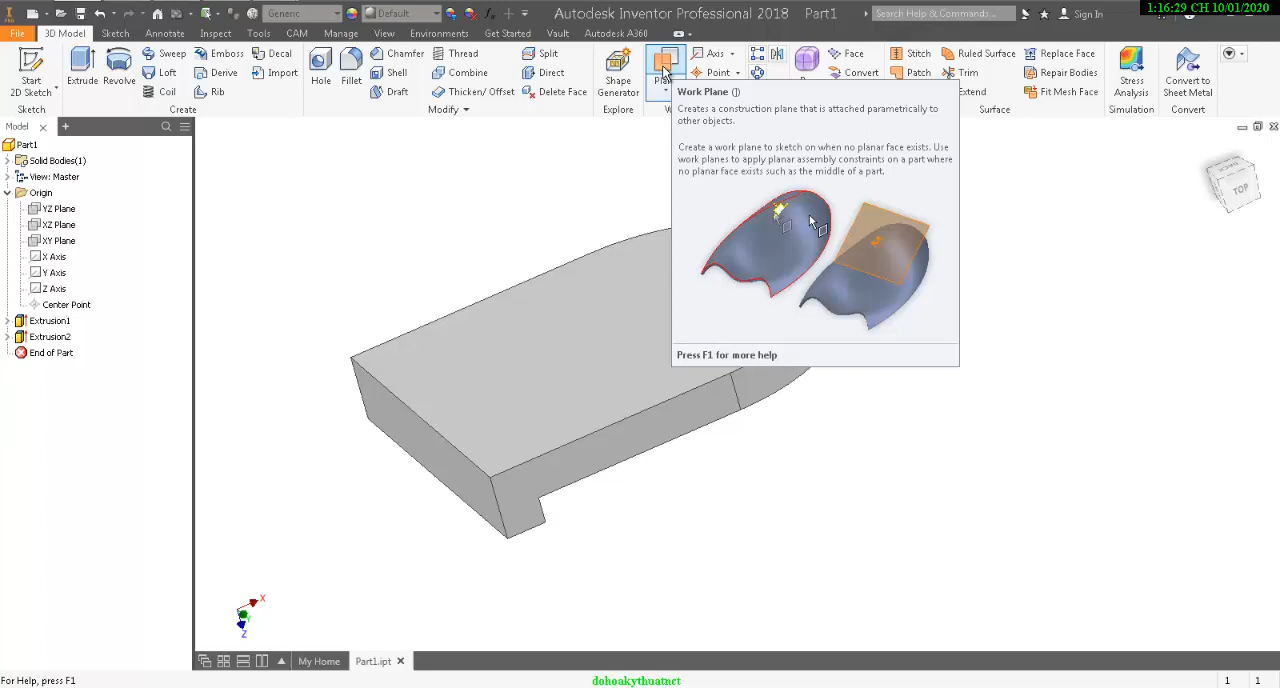 Generic
Default
Autodesk Inventor Professional 2018 Part1
Search Help & Commands...
Sign In
1:16:29 CH 10/01/2020
File 3D Model Sketch Annotate Inspect Tools CAM Manage View Environments Get Started Vault Autodesk A360
Start
2D Sketch
Extrude Revolve
Sweep Emboss Decal
Loft Derive Import
Coil Rib
Hole Fillet
Chamfer Thread Split
Shell Combine Direct
Draft Thicken/ Offset Delete Face
Shape
Generator
Axis
Point
Face
Convert
Stitch Ruled Surface Replace Face
Patch Trim Repair Bodies
Extend Fit Mesh Face
Stress
Analysis
Convert to
Sheet Metal
Sketch Create Modify Explore Surface Simulation Convert
Model
Part1
Solid Bodies(1)
View: Master
Origin
YZ Plane
XZ Plane
XY Plane
X Axis
Y Axis
Z Axis
Center Point
Extrusion1
Extrusion2
End of Part
Work Plane (])
Creates a construction plane that is attached parametrically to
other objects.
Create a work plane to sketch on when no planar face exists. Use
work planes to apply planar assembly constraints on a part where
no planar face exists such as the middle of a part.
Press F1 for more help
TOP
X
Y
Z
My Home Part1.ipt
For Help, press F1
dohoakythuatnet
1 1